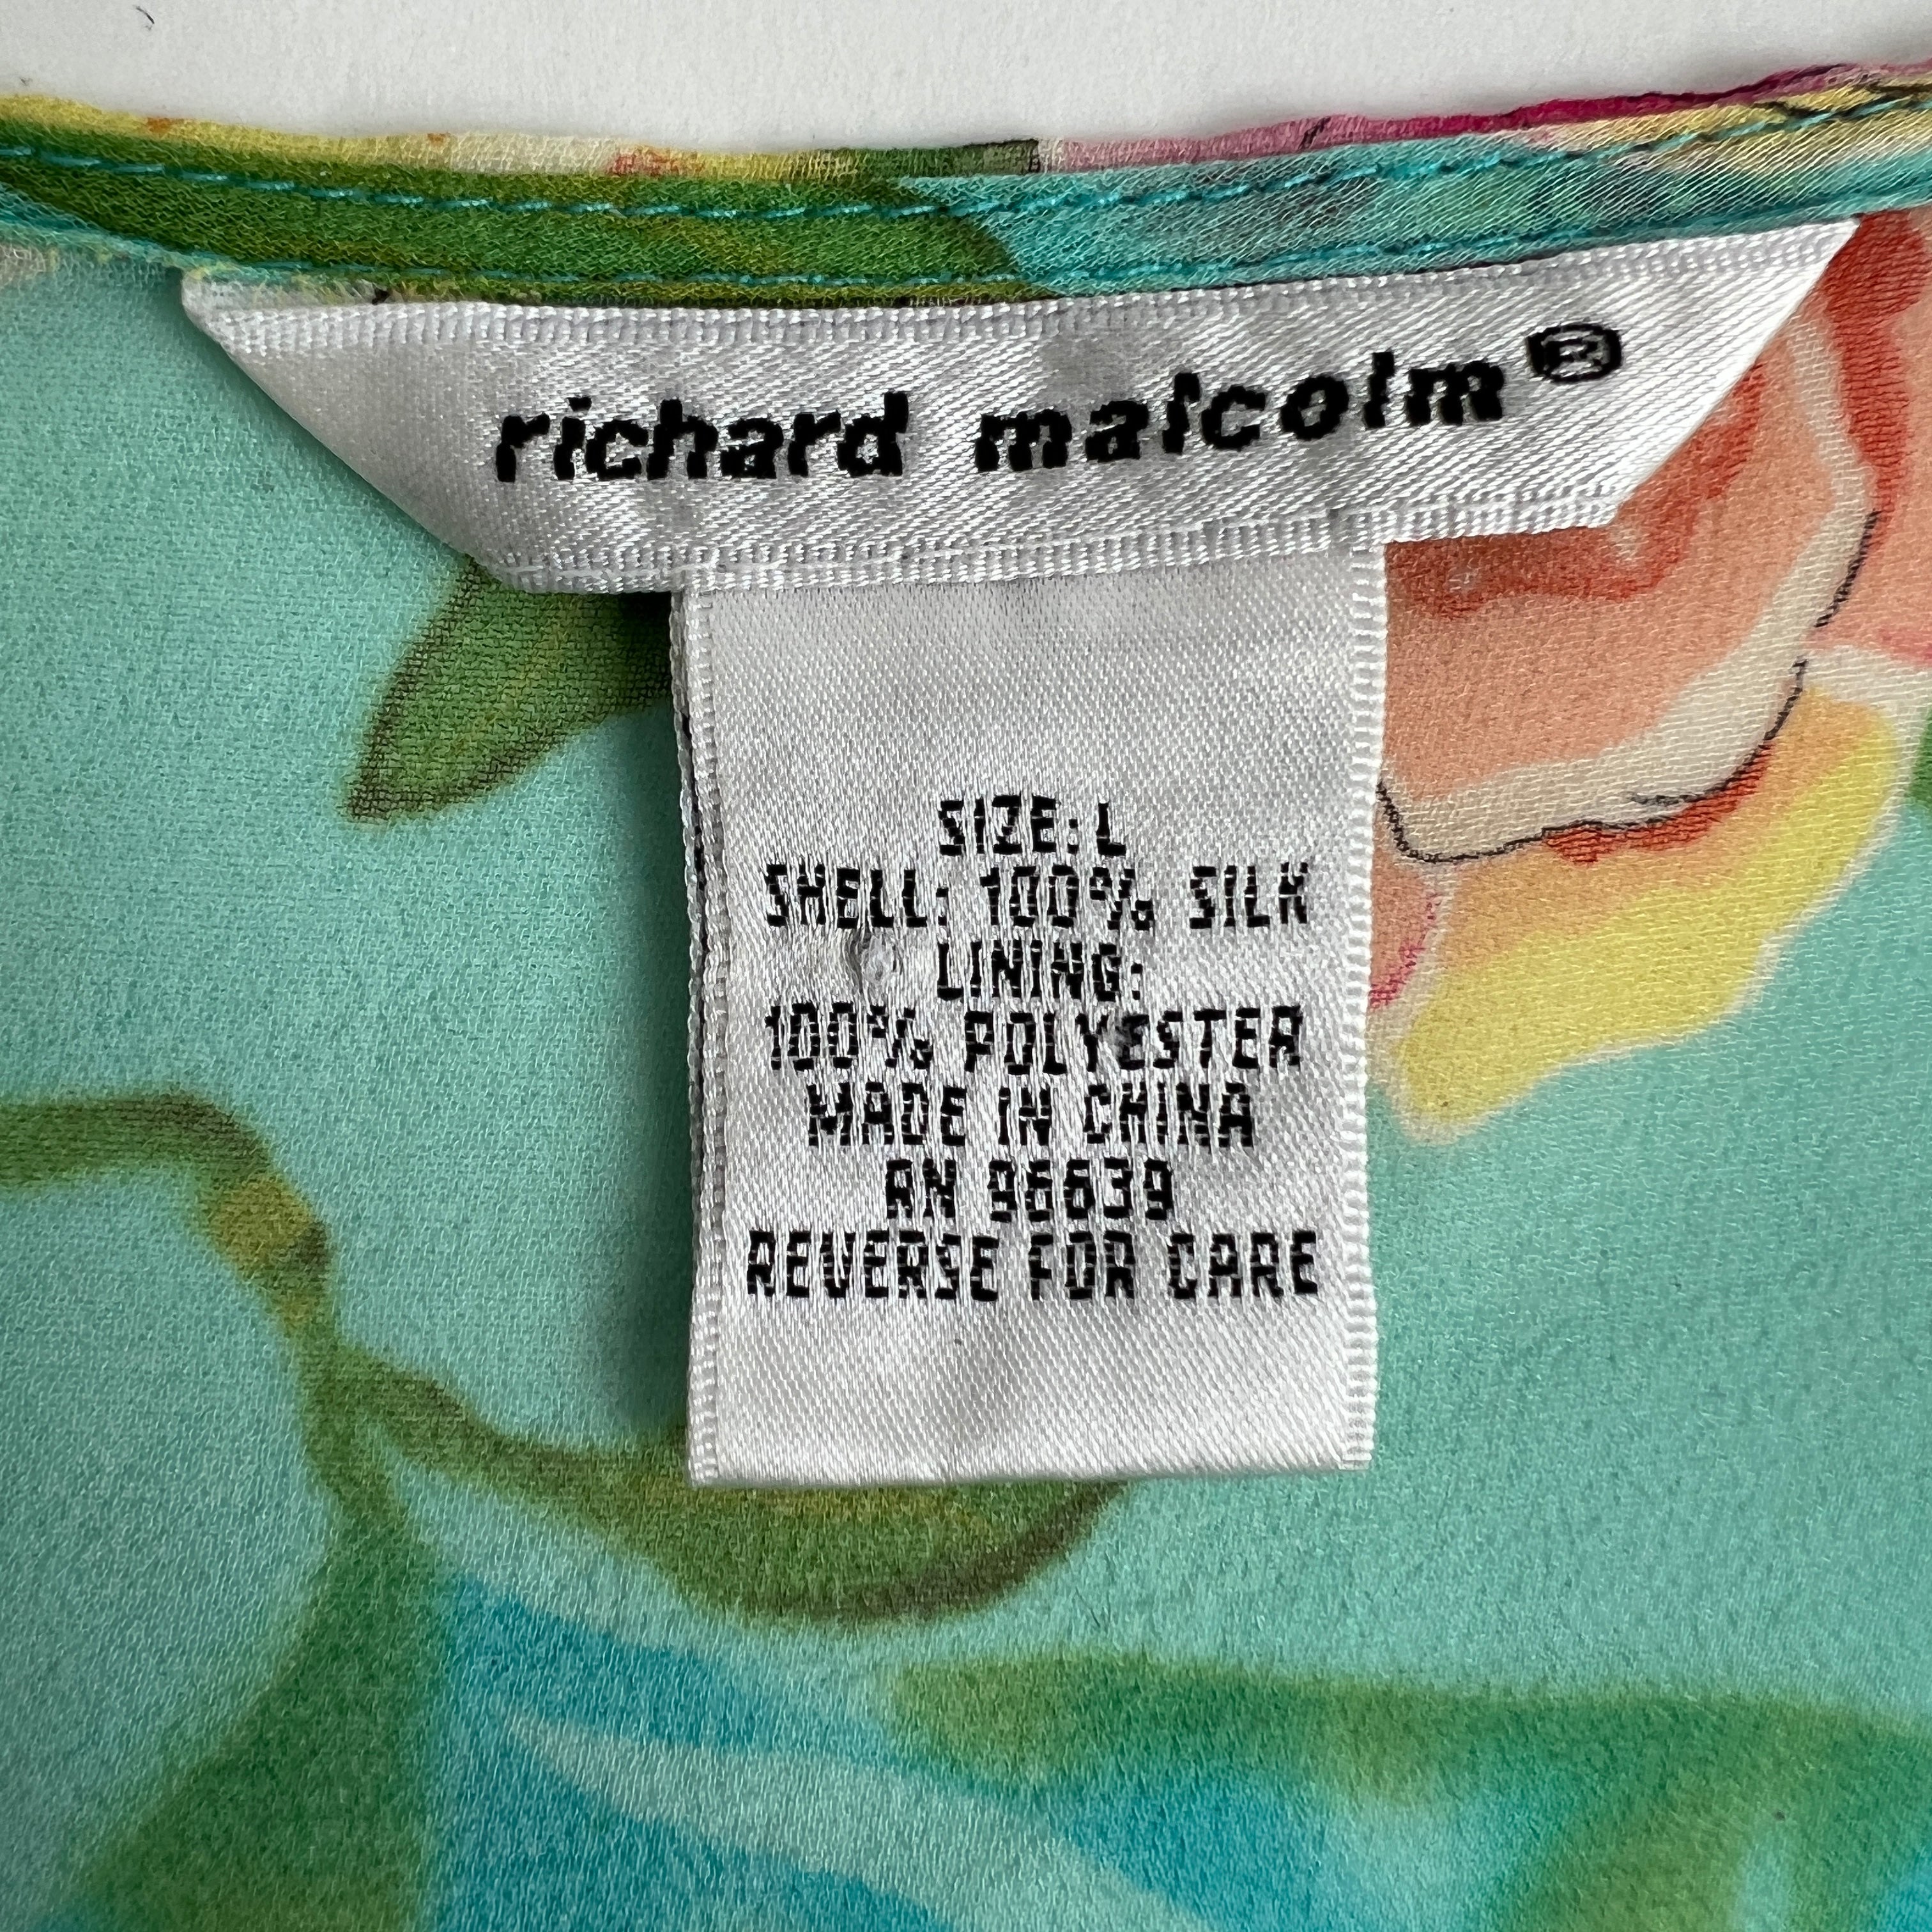 richard malcolm®
SIZE: L
SHELL: 100% SILK
LINING:
100% POLYESTER
MADE IN CHINA
RN 96639
REVERSE FOR CARE